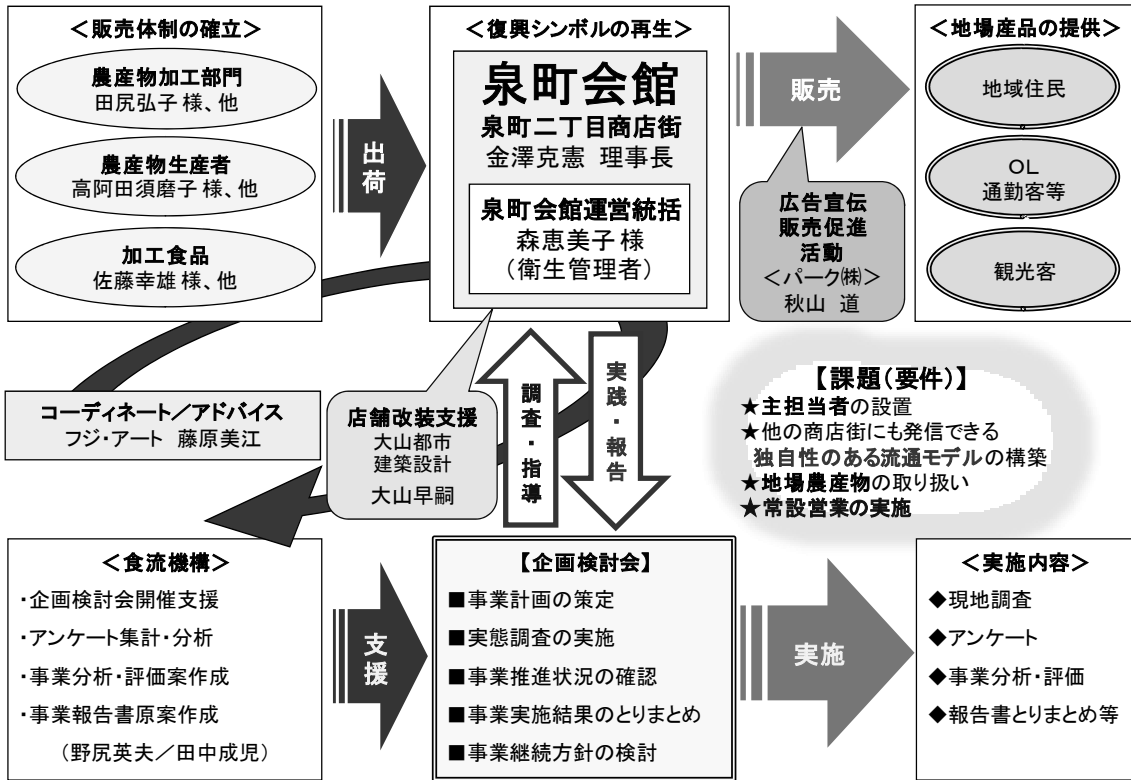 ＜販売体制の確立＞
農産物加工部門
田尻弘子 様、他
農産物生産者
高阿田須磨子 様、他
加工食品
佐藤幸雄 様、他
出荷
＜復興シンボルの再生＞
泉町会館
泉町二丁目商店街
金澤克憲 理事長
泉町会館運営統括
森恵美子 様
（衛生管理者）
販売
広告宣伝
販売促進
活動
＜パーク㈱＞
秋山 道
＜地場産品の提供＞
地域住民
OL
通勤客等
観光客
コーディネート／アドバイス
フジ・アート 藤原美江
店舗改装支援
大山都市
建築設計
大山早嗣
調査・指導
実践・報告
【課題（要件）】
★主担当者の設置
★他の商店街にも発信できる
独自性のある流通モデルの構築
★地場農産物の取り扱い
★常設営業の実施
＜食流機構＞
・企画検討会開催支援
・アンケート集計・分析
・事業分析・評価案作成
・事業報告書原案作成
（野尻英夫／田中成児）
支援
【企画検討会】
■事業計画の策定
■実態調査の実施
■事業推進状況の確認
■事業実施結果のとりまとめ
■事業継続方針の検討
実施
＜実施内容＞
◆現地調査
◆アンケート
◆事業分析・評価
◆報告書とりまとめ等